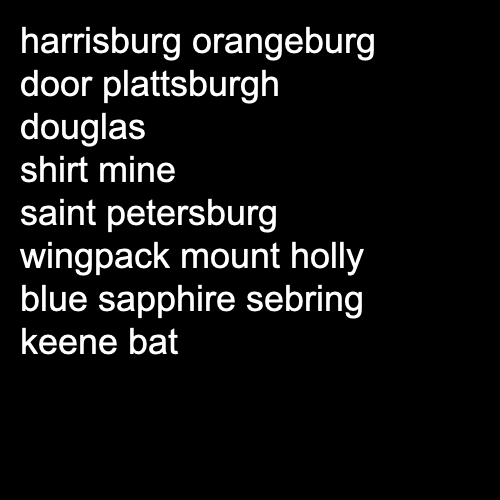 harrisburg orangeburg
door plattsburgh
douglas
shirt mine
saint petersburg
wingpack mount holly
blue sapphire sebring
keene bat